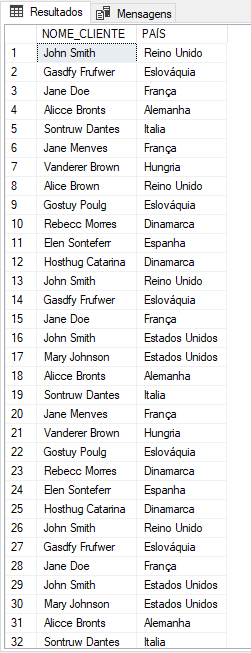 Resultados Mensagens
NOME_CLIENTE PAÍS
1 John Smith Reino Unido
2 Gasdfy Frufwer Eslováquia
3 Jane Doe França
4 Alicce Bronts Alemanha
5 Sontruw Dantes Italia
6 Jane Menves França
7 Vanderer Brown Hungria
8 Alice Brown Reino Unido
9 Gostuy Poulg Eslováquia
10 Rebecc Morres Dinamarca
11 Elen Sonteferr Espanha
12 Hosthug Catarina Dinamarca
13 John Smith Reino Unido
14 Gasdfy Frufwer Eslováquia
15 Jane Doe França
16 John Smith Estados Unidos
17 Mary Johnson Estados Unidos
18 Alicce Bronts Alemanha
19 Sontruw Dantes Italia
20 Jane Menves França
21 Vanderer Brown Hungria
22 Gostuy Poulg Eslováquia
23 Rebecc Morres Dinamarca
24 Elen Sonteferr Espanha
25 Hosthug Catarina Dinamarca
26 John Smith Reino Unido
27 Gasdfy Frufwer Eslováquia
28 Jane Doe França
29 John Smith Estados Unidos
30 Mary Johnson Estados Unidos
31 Alicce Bronts Alemanha
32 Sontruw Dantes Italia